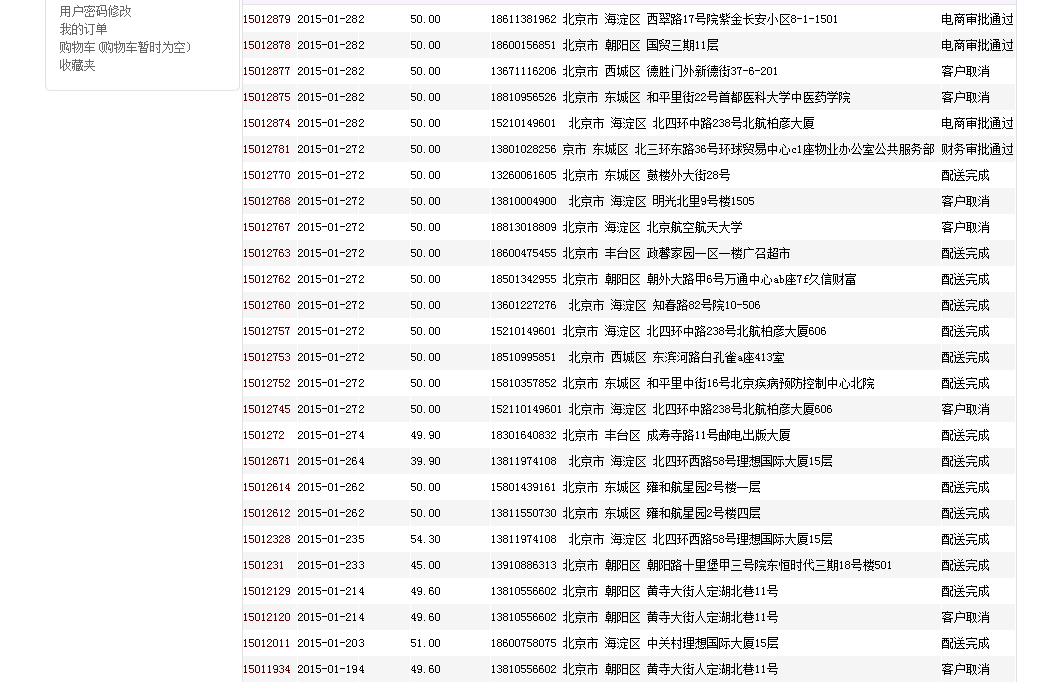 用户密码修改
我的订单
购物车(购物车暂时为空)
收藏夹
15012879 2015-01-282 50.00 18611381962 北京市 海淀区 西翠路17号院紫金长安小区8-1-1501 电商审批通过
15012878 2015-01-282 50.00 18600156851 北京市 朝阳区 国贸三期11层 电商审批通过
15012877 2015-01-282 50.00 13671116206 北京市 西城区 德胜门外新德街37-6-201 客户取消
15012875 2015-01-282 50.00 18810956526 北京市 东城区 和平里街22号首都医科大学中医药学院 客户取消
15012874 2015-01-282 50.00 15210149601 北京市 海淀区 北四环中路238号北航柏彦大厦 电商审批通过
15012781 2015-01-272 50.00 13801028256 京市 东城区 北三环东路36号环球贸易中心c1座物业办公室公共服务部 财务审批通过
15012770 2015-01-272 50.00 13260061605 北京市 东城区 鼓楼外大街28号 配送完成
15012768 2015-01-272 50.00 13810004900 北京市 海淀区 明光北里9号楼1505 客户取消
15012767 2015-01-272 50.00 18813018809 北京市 海淀区 北京航空航天大学 客户取消
15012763 2015-01-272 50.00 18600475455 北京市 丰台区 政馨家园一区一楼广召超市 配送完成
15012762 2015-01-272 50.00 18501342955 北京市 朝阳区 朝外大路甲6号万通中心ab座7f欠信财富 配送完成
15012760 2015-01-272 50.00 13601227276 北京市 海淀区 知春路82号院10-506 配送完成
15012757 2015-01-272 50.00 15210149601 北京市 海淀区 北四环中路238号北航柏彦大厦606 配送完成
15012753 2015-01-272 50.00 18510995851 北京市 西城区 东滨河路白孔雀a座413室 配送完成
15012752 2015-01-272 50.00 15810357852 北京市 东城区 和平里中街16号北京疾病预防控制中心北院 配送完成
15012745 2015-01-272 50.00 152110149601 北京市 海淀区 北四环中路238号北航柏彦大厦606 客户取消
1501272 2015-01-274 49.90 18301640832 北京市 丰台区 成寿寺路11号邮电出版大厦 配送完成
15012671 2015-01-264 39.90 13811974108 北京市 海淀区 北四环西路58号理想国际大厦15层 配送完成
15012614 2015-01-262 50.00 15801439161 北京市 东城区 雍和航星园2号楼一层 配送完成
15012612 2015-01-262 50.00 13811550730 北京市 东城区 雍和航星园2号楼四层 配送完成
15012328 2015-01-235 54.30 13811974108 北京市 海淀区 北四环西路58号理想国际大厦15层 配送完成
1501231 2015-01-233 45.00 13910886313 北京市 朝阳区 朝阳路十里堡甲三号院东恒时代三期18号楼501 配送完成
15012129 2015-01-214 49.60 13810556602 北京市 朝阳区 黄寺大街人定湖北巷11号 配送完成
15012120 2015-01-214 49.60 13810556602 北京市 朝阳区 黄寺大街人定湖北巷11号 客户取消
15012011 2015-01-203 51.00 18600758075 北京市 海淀区 中关村理想国际大厦15层 配送完成
15011934 2015-01-194 49.60 13810556602 北京市 朝阳区 黄寺大街人定湖北巷11号 客户取消